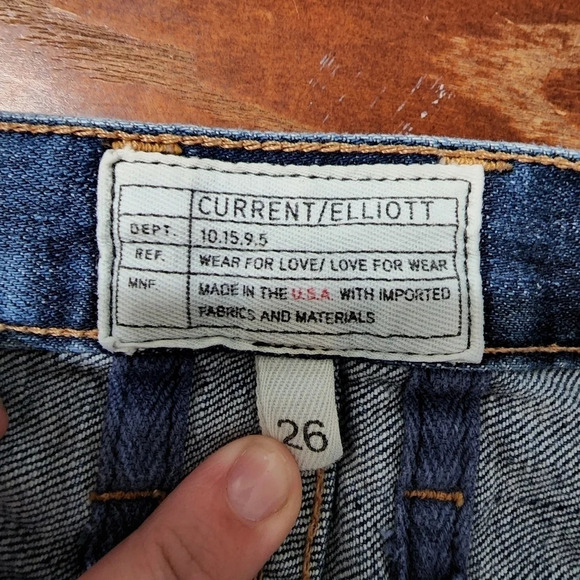 CURRENT/ELLIOTT
DEPT. 10.15.9.5
REF. WEAR FOR LOVE/ LOVE FOR WEAR
MNF. MADE IN THE U.S.A. WITH IMPORTED
FABRICS AND MATERIALS
26